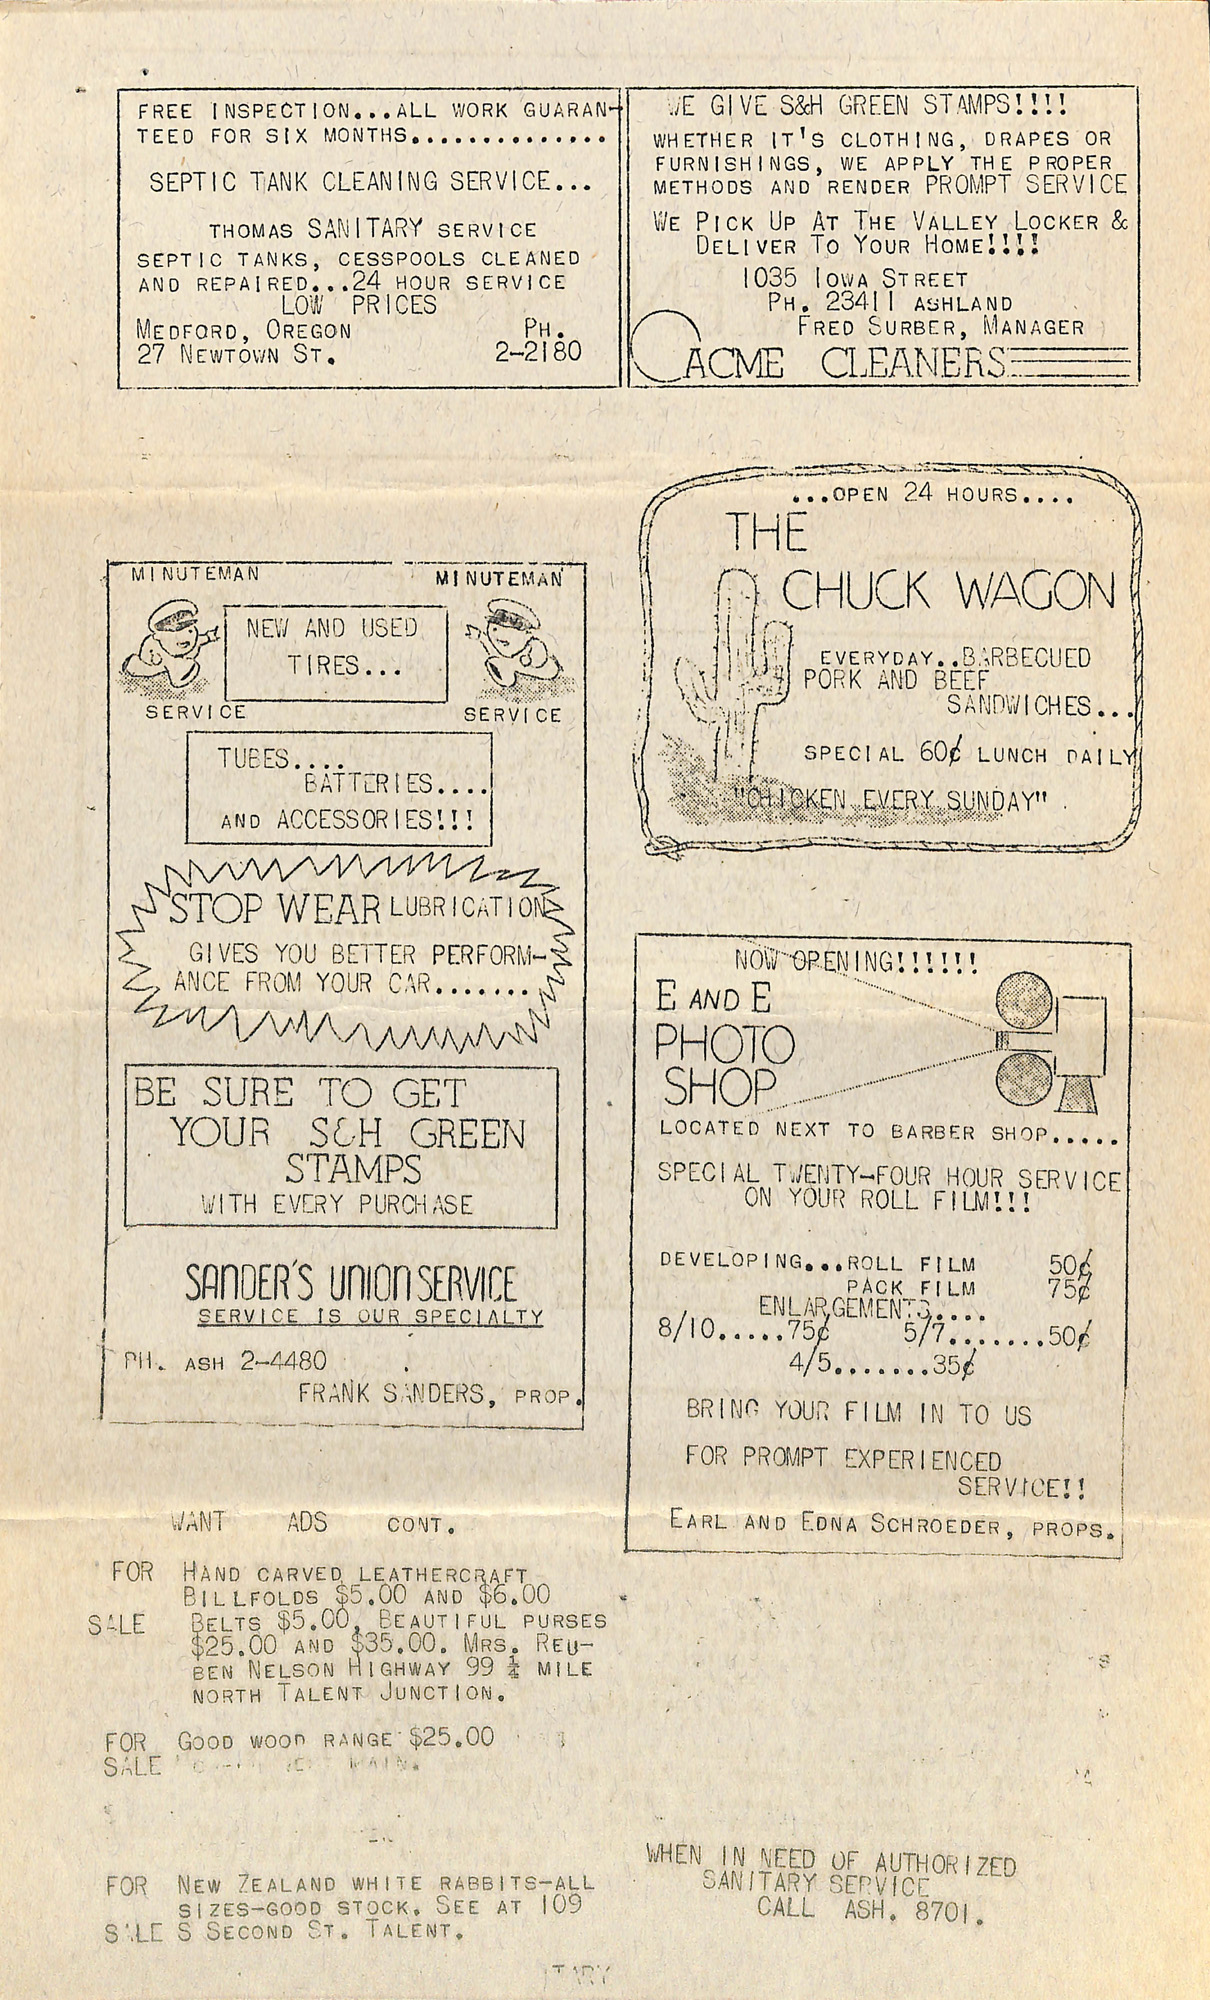 FREE INSPECTION...ALL WORK GUARAN-
TEED FOR SIX MONTHS..............
SEPTIC TANK CLEANING SERVICE...
THOMAS SANITARY SERVICE
SEPTIC TANKS, CESSPOOLS CLEANED
AND REPAIRED...24 HOUR SERVICE
LOW PRICES
MEDFORD, OREGON PH.
27 NEWTOWN ST. 2-2180
WE GIVE S&H GREEN STAMPS!!!!
WHETHER IT'S CLOTHING, DRAPES OR
FURNISHINGS, WE APPLY THE PROPER
METHODS AND RENDER PROMPT SERVICE
WE PICK UP AT THE VALLEY LOCKER &
DELIVER TO YOUR HOME!!!!
1035 IOWA STREET
PH. 23411 ASHLAND
FRED SURBER, MANAGER
ACME CLEANERS
MINUTEMAN MINUTEMAN
NEW AND USED
TIRES...
SERVICE SERVICE
TUBES....
BATTERIES....
AND ACCESSORIES!!!
STOP WEAR LUBRICATION
GIVES YOU BETTER PERFORM-
ANCE FROM YOUR CAR.......
BE SURE TO GET
YOUR S&H GREEN
STAMPS
WITH EVERY PURCHASE
SANDER'S UNION SERVICE
SERVICE IS OUR SPECIALTY
PH. ASH 2-4480
FRANK SANDERS, PROP.
...OPEN 24 HOURS....
THE
CHUCK WAGON
EVERYDAY..BARBECUED
PORK AND BEEF
SANDWICHES...
SPECIAL 60¢ LUNCH DAILY
"CHICKEN EVERY SUNDAY"
NOW OPENING!!!!!!
E AND E
PHOTO
SHOP
LOCATED NEXT TO BARBER SHOP.....
SPECIAL TWENTY-FOUR HOUR SERVICE
ON YOUR ROLL FILM!!!
DEVELOPING...ROLL FILM 50¢
PACK FILM 75¢
ENLARGEMENTS....
8/10.....75¢ 5/7.......50¢
4/5.......35¢
BRING YOUR FILM IN TO US
FOR PROMPT EXPERIENCED
SERVICE!!
EARL AND EDNA SCHROEDER, PROPS.
WANT ADS CONT.
FOR HAND CARVED LEATHERCRAFT
BILLFOLDS $5.00 AND $6.00
SALE BELTS $5.00, BEAUTIFUL PURSES
$25.00 AND $35.00. MRS. REU-
BEN NELSON HIGHWAY 99 MILE
NORTH TALENT JUNCTION.
FOR GOOD WOOD RANGE $25.00
SALE MAIN.
FOR NEW ZEALAND WHITE RABBITS-ALL
SIZES-GOOD STOCK. SEE AT 109
SALE S SECOND ST. TALENT.
WHEN IN NEED OF AUTHORIZED
SANITARY SERVICE
CALL ASH. 8701.